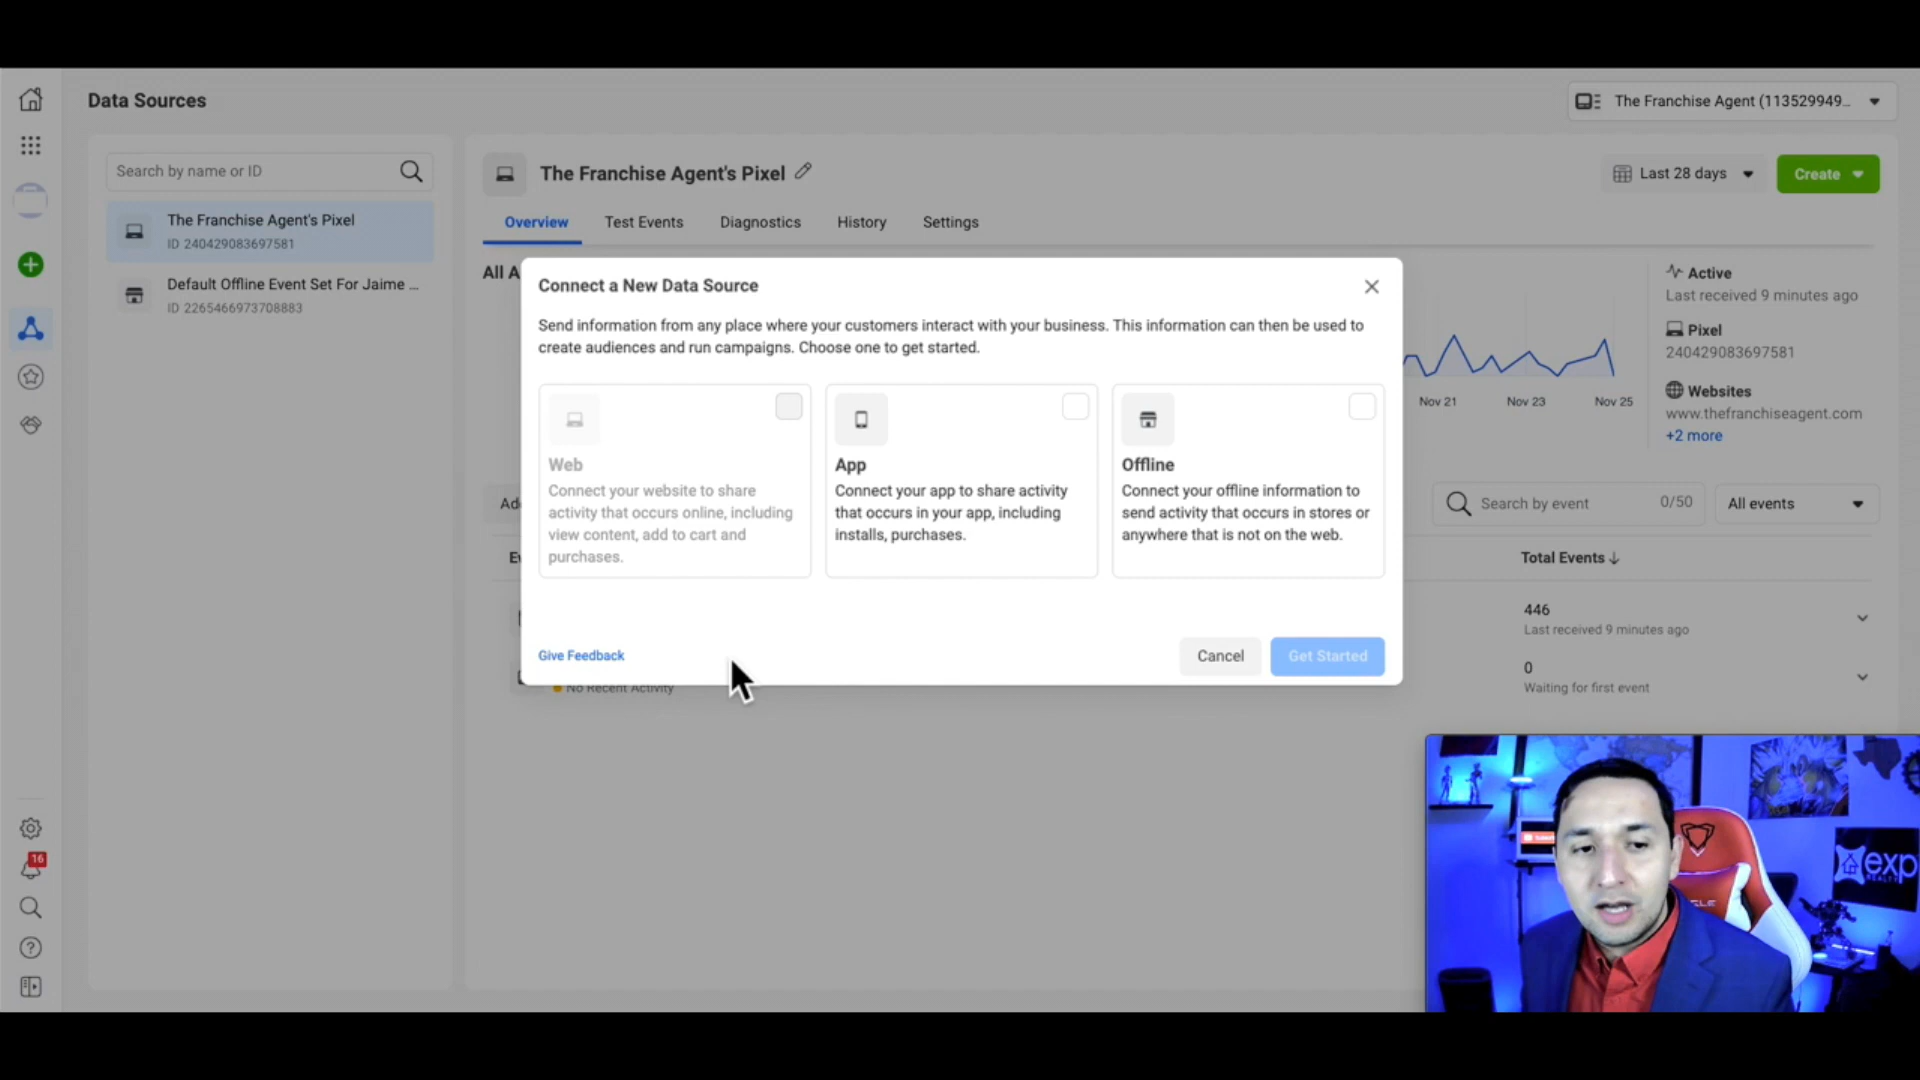 Data Sources
The Franchise Agent (113529949...
Search by name or ID
The Franchise Agent's Pixel
ID 240429083697581
Default Offline Event Set For Jaime ...
ID 2265466973708883
The Franchise Agent's Pixel
Last 28 days
Create
Overview
Test Events
Diagnostics
History
Settings
All A
Connect a New Data Source
Send information from any place where your customers interact with your business. This information can then be used to
create audiences and run campaigns. Choose one to get started.
Web
Connect your website to share
activity that occurs online, including
view content, add to cart and
purchases.
App
Connect your app to share activity
that occurs in your app, including
installs, purchases.
Offline
Connect your offline information to
send activity that occurs in stores or
anywhere that is not on the web.
Give Feedback
Cancel
Get Started
Active
Last received 9 minutes ago
Pixel
240429083697581
Websites
www.thefranchiseagent.com
+2 more
Nov 21
Nov 23
Nov 25
Search by event
0/50
All events
Total Events
446
Last received 9 minutes ago
0
Waiting for first event
No Recent Activity
16
exp
REALTY